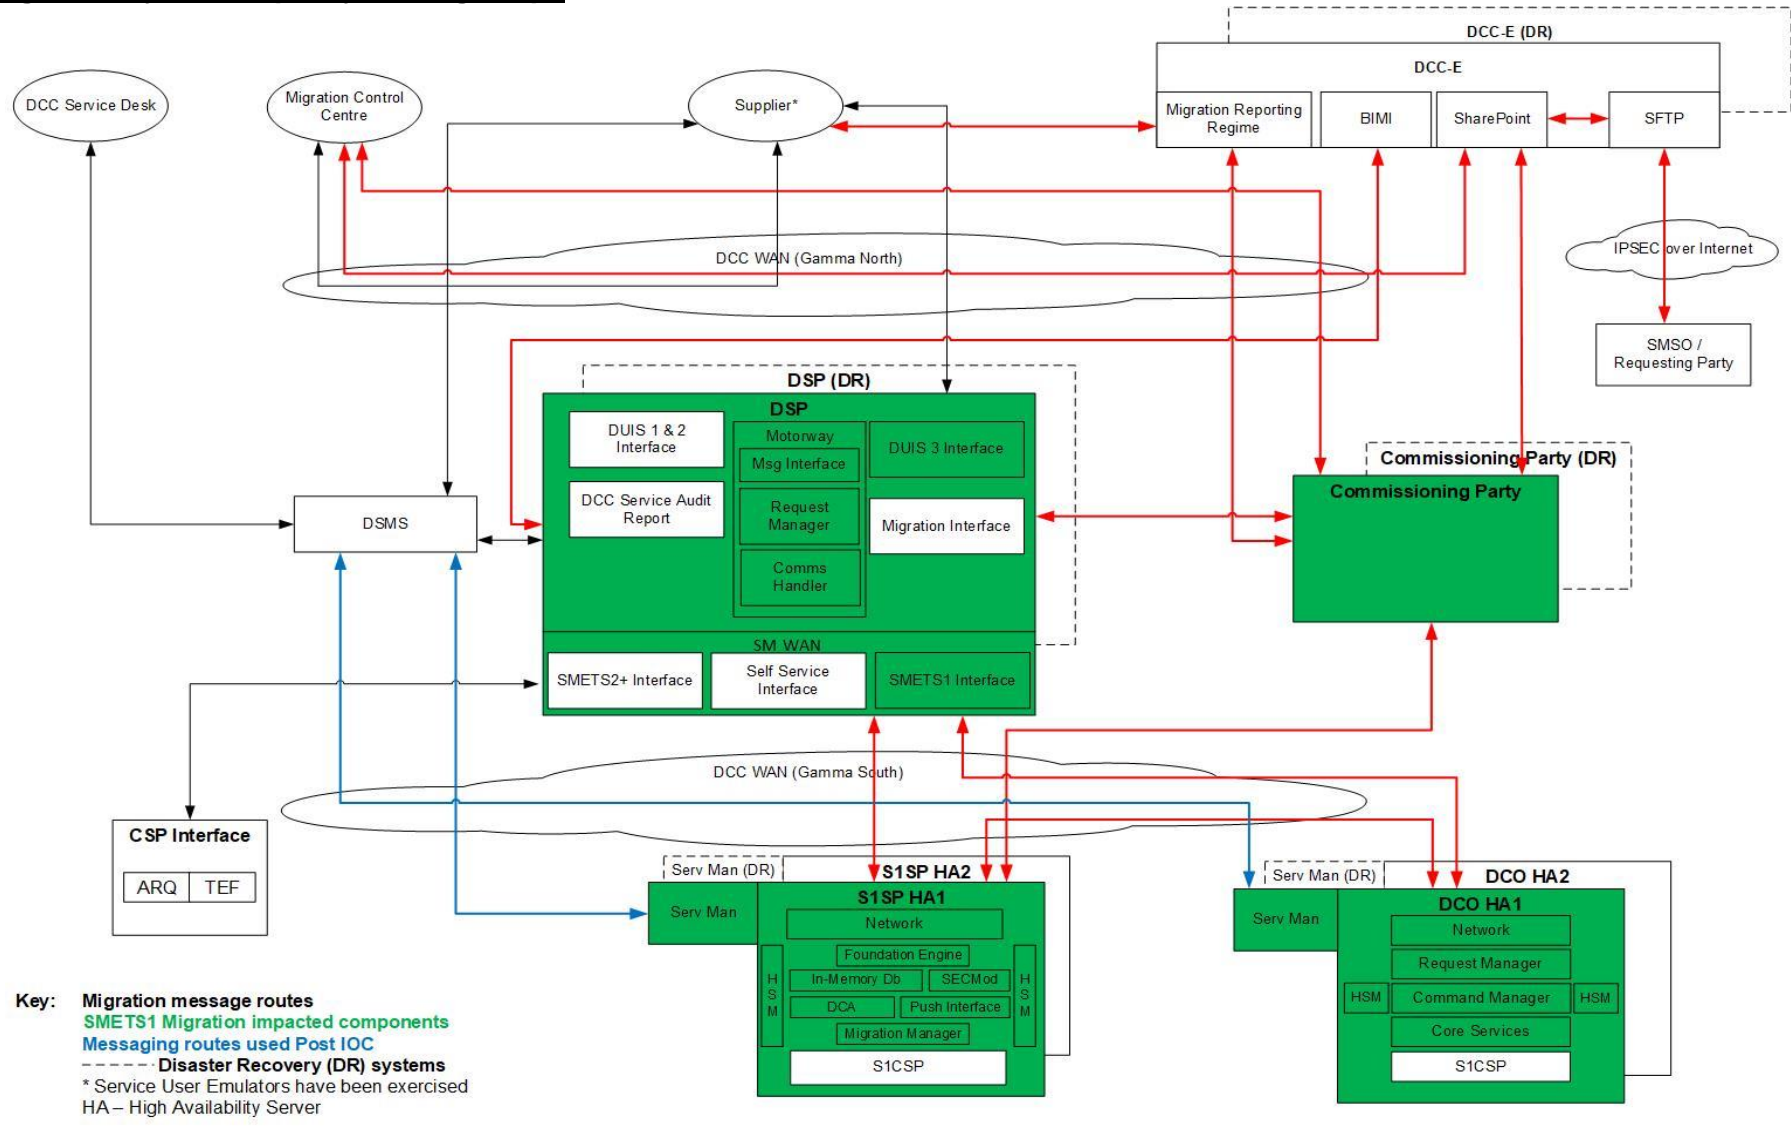 DCC-E (DR)
DCC-E
DCC Service Desk
Migration Control
Centre
Supplier*
Migration Reporting
Regime
BIMI
SharePoint
SFTP
DCC WAN (Gamma North)
IPSEC over Internet
SMSO /
Requesting Party
DSP (DR)
DSP
DUIS 1 & 2
Interface
Motorway
Msg Interface
DUIS 3 Interface
DCC Service Audit
Report
Request
Manager
Migration Interface
Comms
Handler
Commissioning Party (DR)
Commissioning Party
DSMS
SM WAN
SMETS2+ Interface
Self Service
Interface
SMETS1 Interface
DCC WAN (Gamma South)
CSP Interface
ARQ
TEF
Serv Man (DR)
S1SP HA2
Serv Man
S1SP HA1
Network
Foundation Engine
In-Memory Db
SECMod
DCA
Push Interface
Migration Manager
HSM
HSM
S1CSP
Serv Man (DR)
DCO HA2
Serv Man
DCO HA1
Network
Request Manager
HSM
Command Manager
HSM
Core Services
S1CSP
Key: Migration message routes
SMETS1 Migration impacted components
Messaging routes used Post IOC
Disaster Recovery (DR) systems
* Service User Emulators have been exercised
HA – High Availability Server